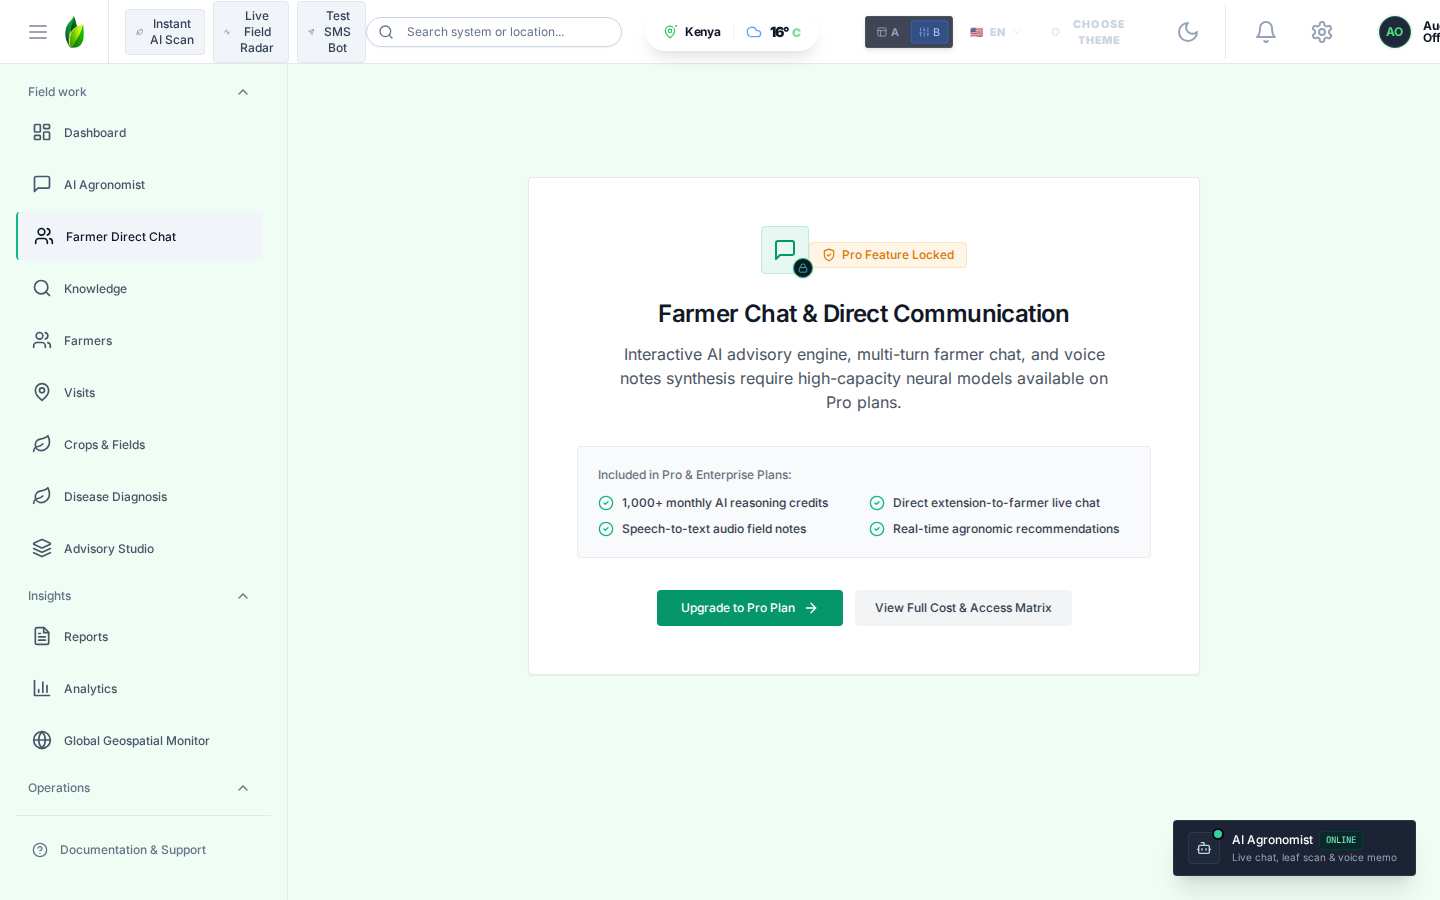 Instant
AI Scan
Live
Field
Radar
Test
SMS
Bot
Search system or location...
Kenya
16° C
A
B
EN
CHOOSE
THEME
AO
Field work
Dashboard
AI Agronomist
Farmer Direct Chat
Knowledge
Farmers
Visits
Crops & Fields
Disease Diagnosis
Advisory Studio
Insights
Reports
Analytics
Global Geospatial Monitor
Operations
Documentation & Support
Pro Feature Locked
Farmer Chat & Direct Communication
Interactive AI advisory engine, multi-turn farmer chat, and voice
notes synthesis require high-capacity neural models available on
Pro plans.
Included in Pro & Enterprise Plans:
1,000+ monthly AI reasoning credits
Direct extension-to-farmer live chat
Speech-to-text audio field notes
Real-time agronomic recommendations
Upgrade to Pro Plan
View Full Cost & Access Matrix
AI Agronomist ONLINE
Live chat, leaf scan & voice memo